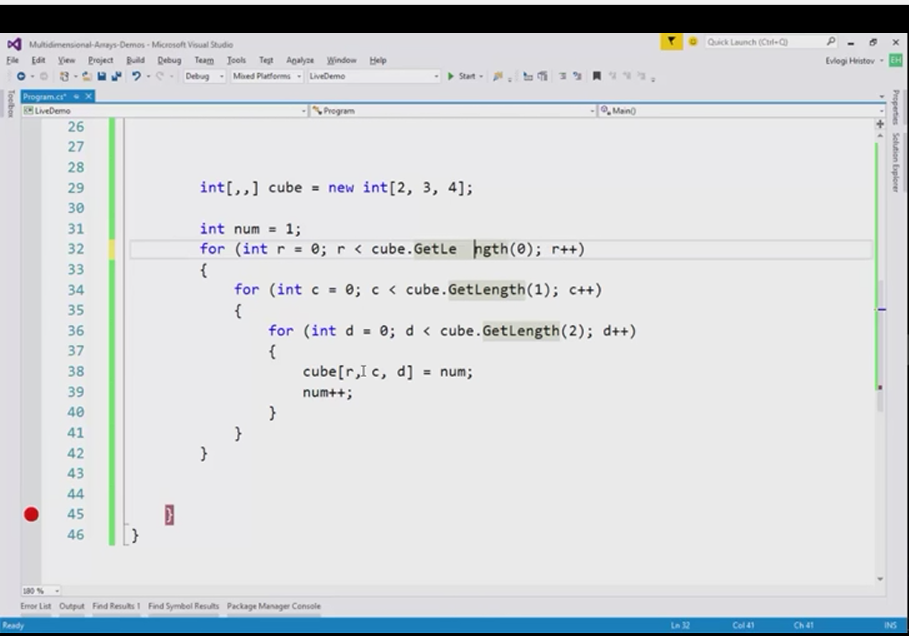 Multidimensional-Arrays-Demos - Microsoft Visual Studio
Quick Launch (Ctrl+Q)
File Edit View Project Build Debug Team Tools Test Analyze Window Help
Evlogi Hristov EH
Debug Mixed Platforms LiveDemo Start
Toolbox
Program.cs*
LiveDemo Program Main()
Properties
Solution Explorer
26
27
28
29 int[,,] cube = new int[2, 3, 4];
30
31 int num = 1;
32 for (int r = 0; r < cube.GetLe ngth(0); r++)
33 {
34 for (int c = 0; c < cube.GetLength(1); c++)
35 {
36 for (int d = 0; d < cube.GetLength(2); d++)
37 {
38 cube[r, c, d] = num;
39 num++;
40 }
41 }
42 }
43
44
45 }
46 }
180 %
Error List Output Find Results 1 Find Symbol Results Package Manager Console
Ready Ln 32 Col 41 Ch 41 INS